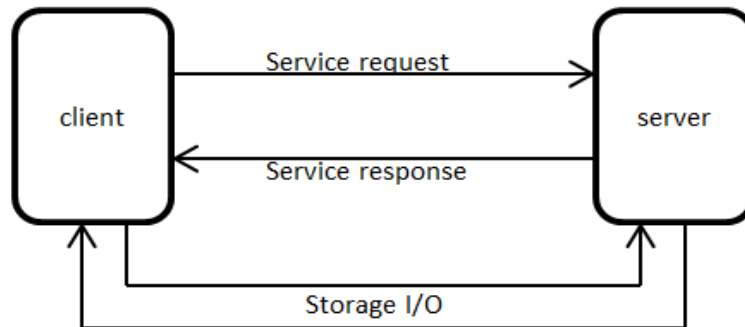 Service request
client
server
Service response
Storage I/O